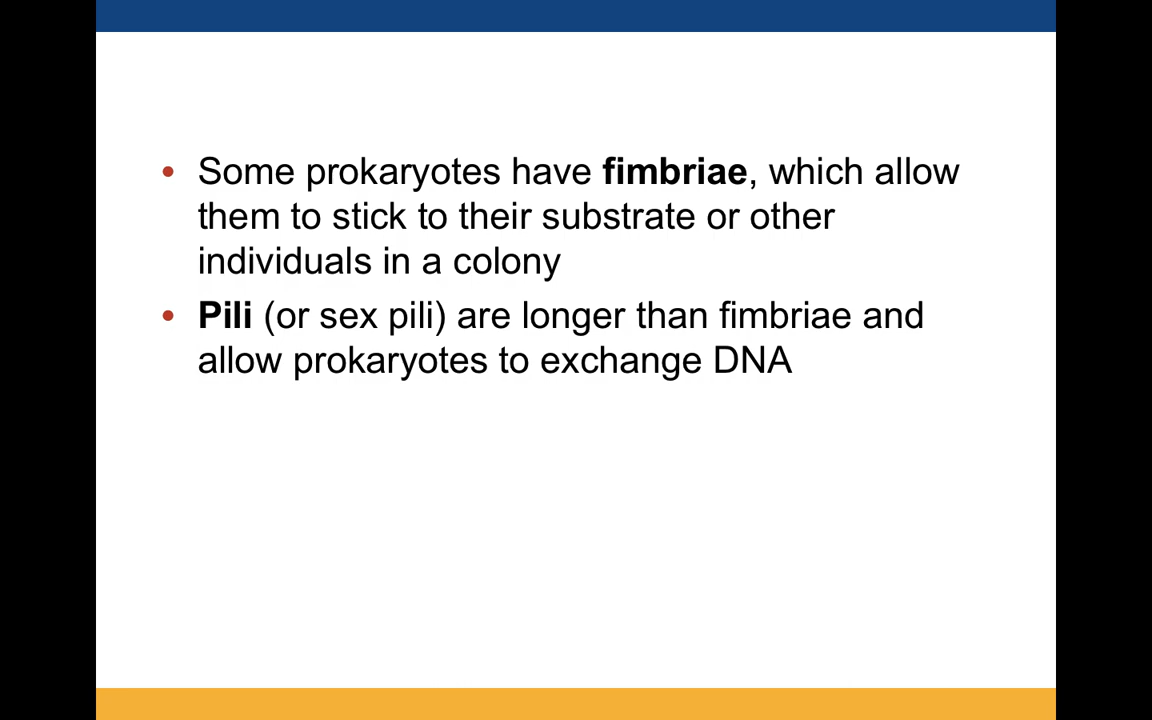 • Some prokaryotes have fimbriae, which allow
them to stick to their substrate or other
individuals in a colony
• Pili (or sex pili) are longer than fimbriae and
allow prokaryotes to exchange DNA